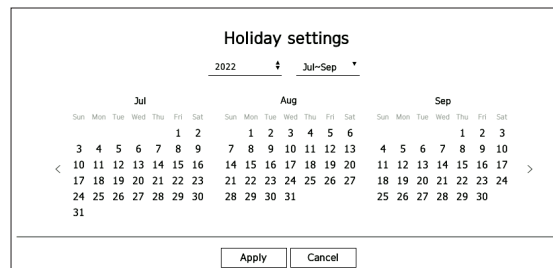 Holiday settings
2022 Jul~Sep
Jul Aug Sep
Sun Mon Tue Wed Thu Fri Sat Sun Mon Tue Wed Thu Fri Sat Sun Mon Tue Wed Thu Fri Sat
1 2 1 2 3 4 5 6 1 2 3
3 4 5 6 7 8 9 7 8 9 10 11 12 13 4 5 6 7 8 9 10
< 10 11 12 13 14 15 16 14 15 16 17 18 19 20 11 12 13 14 15 16 17 >
17 18 19 20 21 22 23 21 22 23 24 25 26 27 18 19 20 21 22 23 24
24 25 26 27 28 29 30 28 29 30 31 25 26 27 28 29 30
31
Apply Cancel